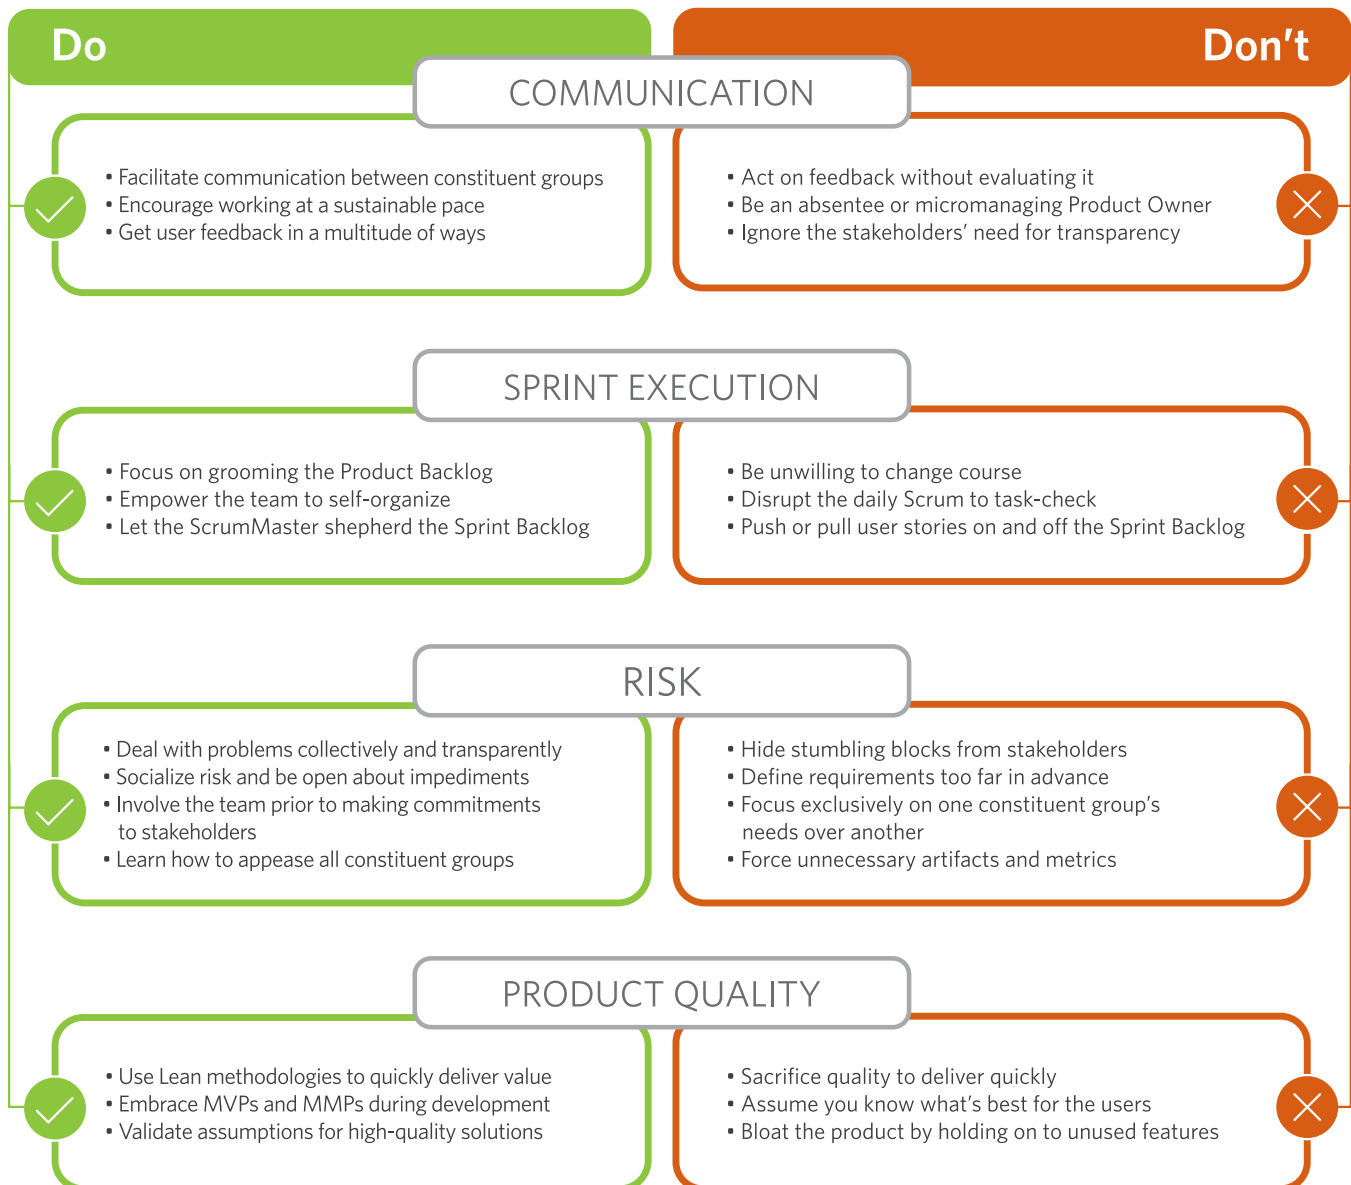 Do
Don't
COMMUNICATION
▪ Facilitate communication between constituent groups
▪ Encourage working at a sustainable pace
▪ Get user feedback in a multitude of ways
▪ Act on feedback without evaluating it
▪ Be an absentee or micromanaging Product Owner
▪ Ignore the stakeholders' need for transparency
SPRINT EXECUTION
▪ Focus on grooming the Product Backlog
▪ Empower the team to self-organize
▪ Let the ScrumMaster shepherd the Sprint Backlog
▪ Be unwilling to change course
▪ Disrupt the daily Scrum to task-check
▪ Push or pull user stories on and off the Sprint Backlog
RISK
▪ Deal with problems collectively and transparently
▪ Socialize risk and be open about impediments
▪ Involve the team prior to making commitments
to stakeholders
▪ Learn how to appease all constituent groups
▪ Hide stumbling blocks from stakeholders
▪ Define requirements too far in advance
▪ Focus exclusively on one constituent group's
needs over another
▪ Force unnecessary artifacts and metrics
PRODUCT QUALITY
▪ Use Lean methodologies to quickly deliver value
▪ Embrace MVPs and MMPs during development
▪ Validate assumptions for high-quality solutions
▪ Sacrifice quality to deliver quickly
▪ Assume you know what's best for the users
▪ Bloat the product by holding on to unused features